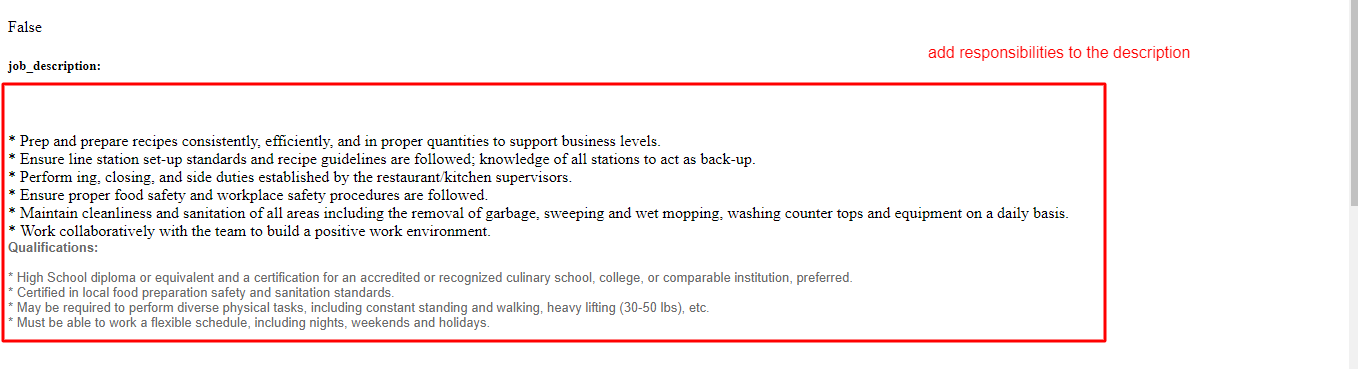 False
add responsibilities to the description
job_description:
* Prep and prepare recipes consistently, efficiently, and in proper quantities to support business levels.
* Ensure line station set-up standards and recipe guidelines are followed; knowledge of all stations to act as back-up.
* Perform ing, closing, and side duties established by the restaurant/kitchen supervisors.
* Ensure proper food safety and workplace safety procedures are followed.
* Maintain cleanliness and sanitation of all areas including the removal of garbage, sweeping and wet mopping, washing counter tops and equipment on a daily basis.
* Work collaboratively with the team to build a positive work environment.
Qualifications:
* High School diploma or equivalent and a certification for an accredited or recognized culinary school, college, or comparable institution, preferred.
* Certified in local food preparation safety and sanitation standards.
* May be required to perform diverse physical tasks, including constant standing and walking, heavy lifting (30-50 lbs), etc.
* Must be able to work a flexible schedule, including nights, weekends and holidays.